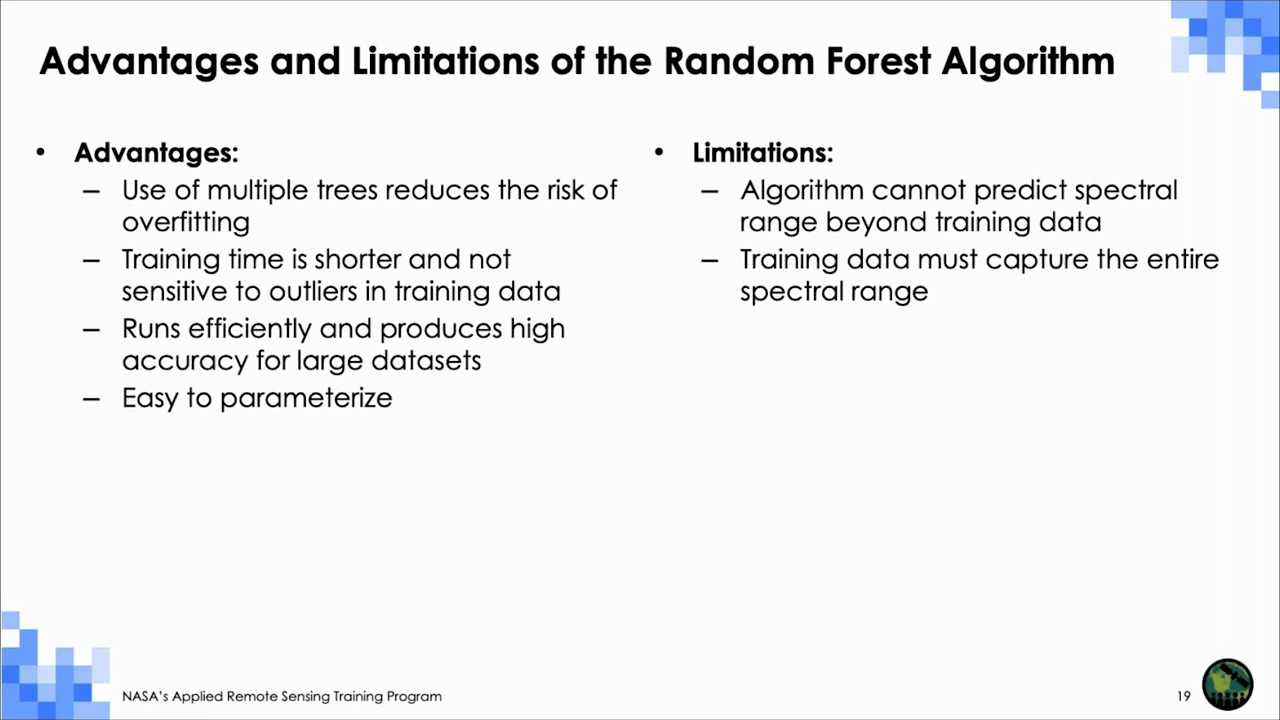 Advantages and Limitations of the Random Forest Algorithm
• Advantages:
– Use of multiple trees reduces the risk of
overfitting
– Training time is shorter and not
sensitive to outliers in training data
– Runs efficiently and produces high
accuracy for large datasets
– Easy to parameterize
• Limitations:
– Algorithm cannot predict spectral
range beyond training data
– Training data must capture the entire
spectral range
NASA's Applied Remote Sensing Training Program
19